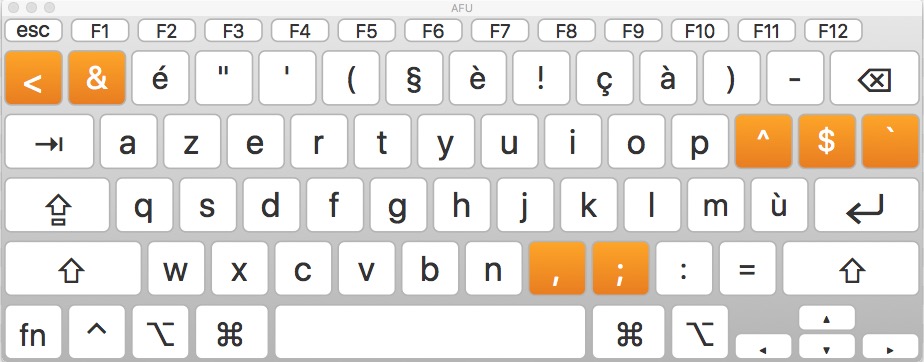 AFU
esc F1 F2 F3 F4 F5 F6 F7 F8 F9 F10 F11 F12
< & é " ' ( § è ! ç à ) -
a z e r t y u i o p ^ $ `
q s d f g h j k l m ù
w x c v b n , ; : =
fn ^ ⌥ ⌘ ⌘ ⌥